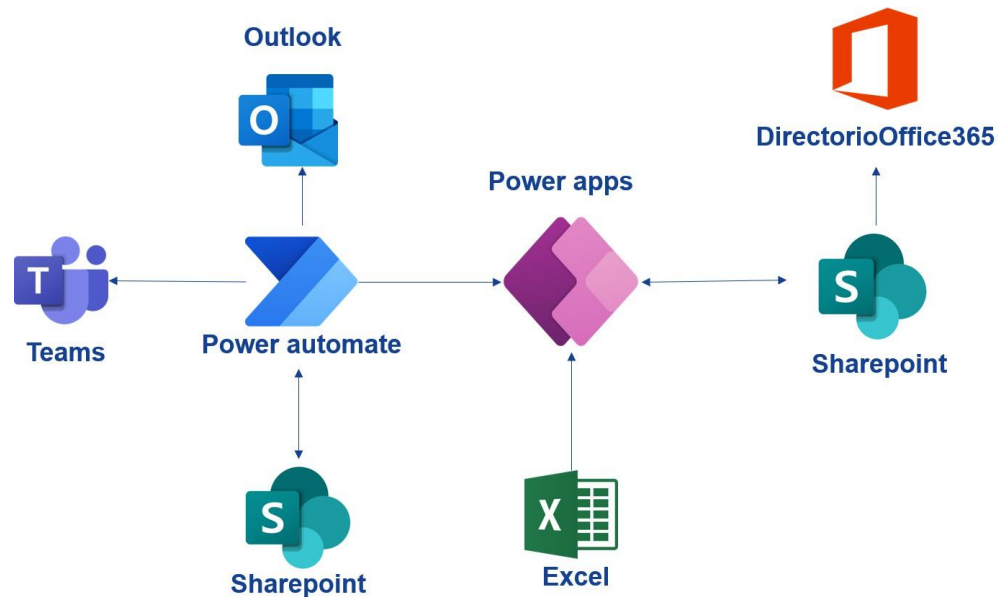 Outlook
O
DirectorioOffice365
Power apps
T
Teams
Power automate
S
Sharepoint
S
Sharepoint
X
Excel